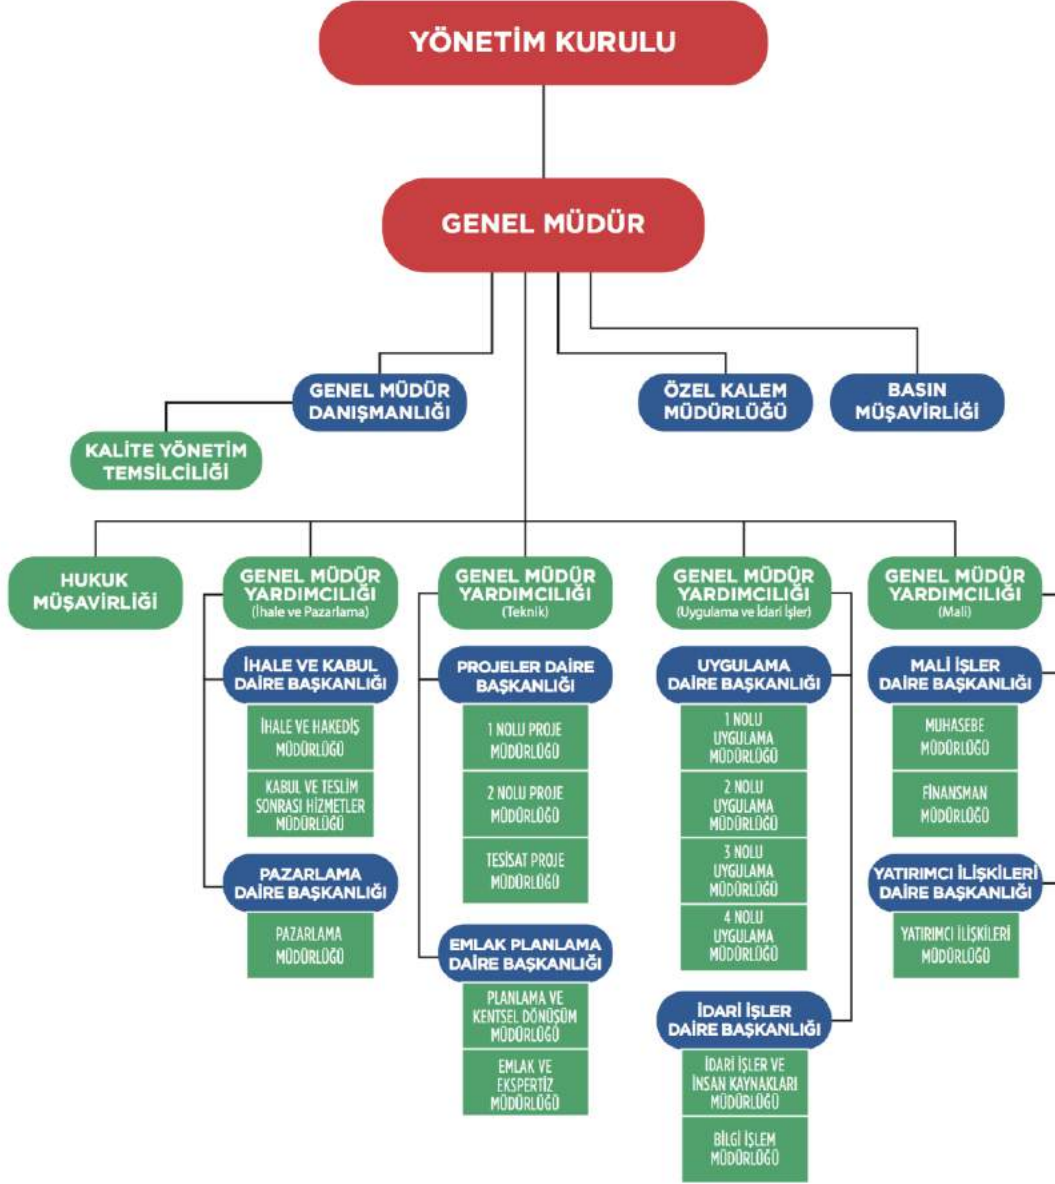 YÖNETİM KURULU
GENEL MÜDÜR
GENEL MÜDÜR
DANIŞMANLIĞI
ÖZEL KALEM
MÜDÜRLÜĞÜ
BASIN
MÜŞAVİRLİĞİ
KALİTE YÖNETİM
TEMSİLCİLİĞİ
HUKUK
MÜŞAVİRLİĞİ
GENEL MÜDÜR
YARDIMCILIĞI
(İhale ve Pazarlama)
İHALE VE KABUL
DAİRE BAŞKANLIĞI
İHALE VE HAKEDİŞ
MÜDÜRLÜĞÜ
KABUL VE TESLİM
SONRASI HİZMETLER
MÜDÜRLÜĞÜ
PAZARLAMA
DAİRE BAŞKANLIĞI
PAZARLAMA
MÜDÜRLÜĞÜ
GENEL MÜDÜR
YARDIMCILIĞI
(Teknik)
PROJELER DAİRE
BAŞKANLIĞI
1 NOLU PROJE
MÜDÜRLÜĞÜ
2 NOLU PROJE
MÜDÜRLÜĞÜ
TESİSAT PROJE
MÜDÜRLÜĞÜ
EMLAK PLANLAMA
DAİRE BAŞKANLIĞI
PLANLAMA VE
KENTSEL DÖNÜŞÜM
MÜDÜRLÜĞÜ
EMLAK VE
EKSPERTİZ
MÜDÜRLÜĞÜ
GENEL MÜDÜR
YARDIMCILIĞI
(Uygulama ve İdari İşler)
UYGULAMA
DAİRE BAŞKANLIĞI
1 NOLU
UYGULAMA
MÜDÜRLÜĞÜ
2 NOLU
UYGULAMA
MÜDÜRLÜĞÜ
3 NOLU
UYGULAMA
MÜDÜRLÜĞÜ
4 NOLU
UYGULAMA
MÜDÜRLÜĞÜ
İDARİ İŞLER
DAİRE BAŞKANLIĞI
İDARİ İŞLER VE
İNSAN KAYNAKLARI
MÜDÜRLÜĞÜ
BİLGİ İŞLEM
MÜDÜRLÜĞÜ
GENEL MÜDÜR
YARDIMCILIĞI
(Mali)
MALİ İŞLER
DAİRE BAŞKANLIĞI
MUHASEBE
MÜDÜRLÜĞÜ
FİNANSMAN
MÜDÜRLÜĞÜ
YATIRIMCI İLİŞKİLERİ
DAİRE BAŞKANLIĞI
YATIRIMCI İLİŞKİLERİ
MÜDÜRLÜĞÜ